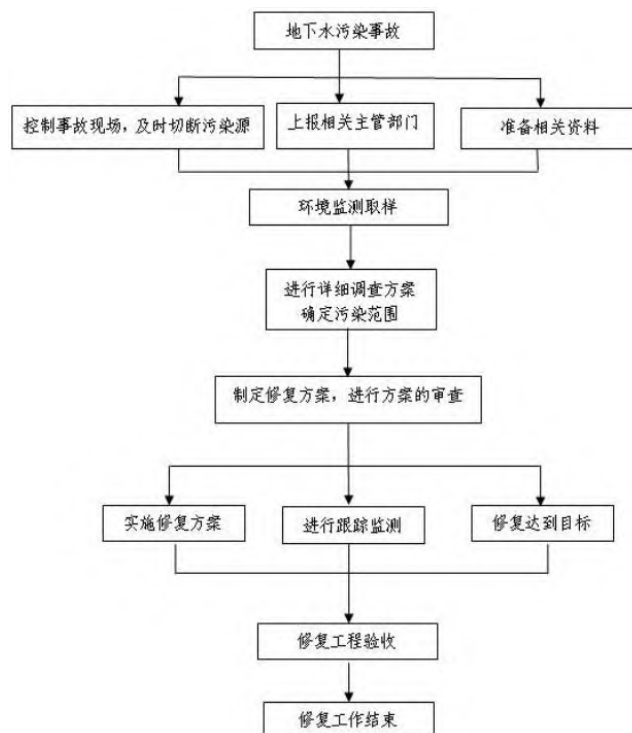 地下水污染事故
控制事故现场，及时切断污染源
上报相关主管部门
准备相关资料
环境监测取样
进行详细调查方案
确定污染范围
制定修复方案，进行方案的审查
实施修复方案
进行跟踪监测
修复达到目标
修复工程验收
修复工作结束